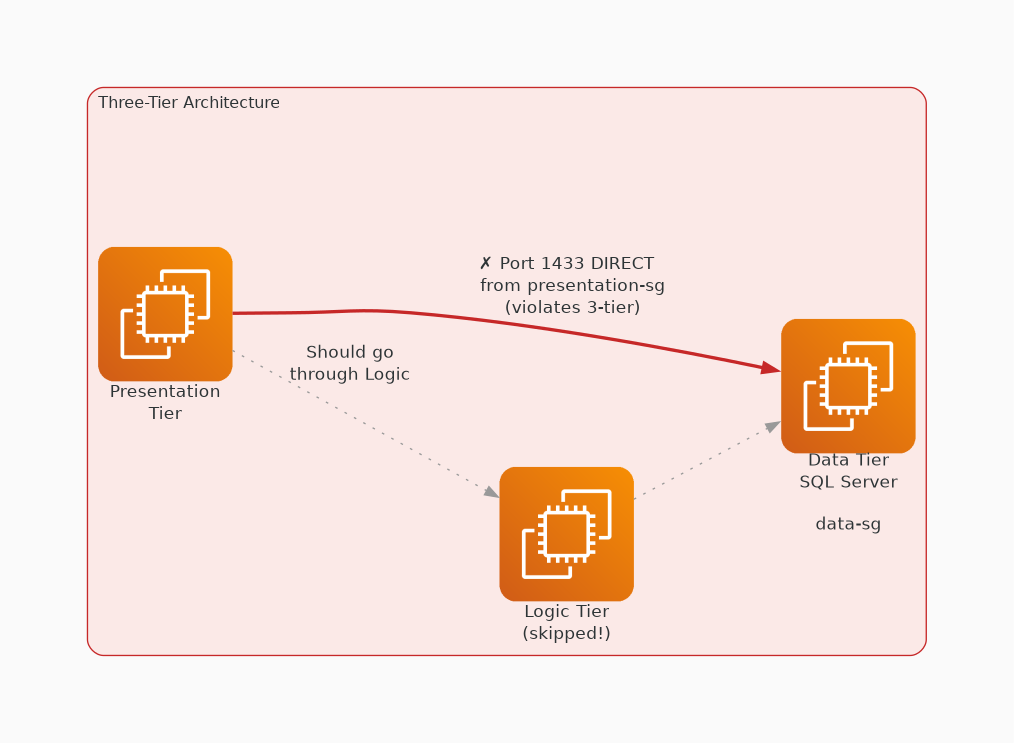 Three-Tier Architecture
✗ Port 1433 DIRECT
from presentation-sg
(violates 3-tier)
Should go
through Logic
Presentation
Tier
Data Tier
SQL Server
data-sg
Logic Tier
(skipped!)